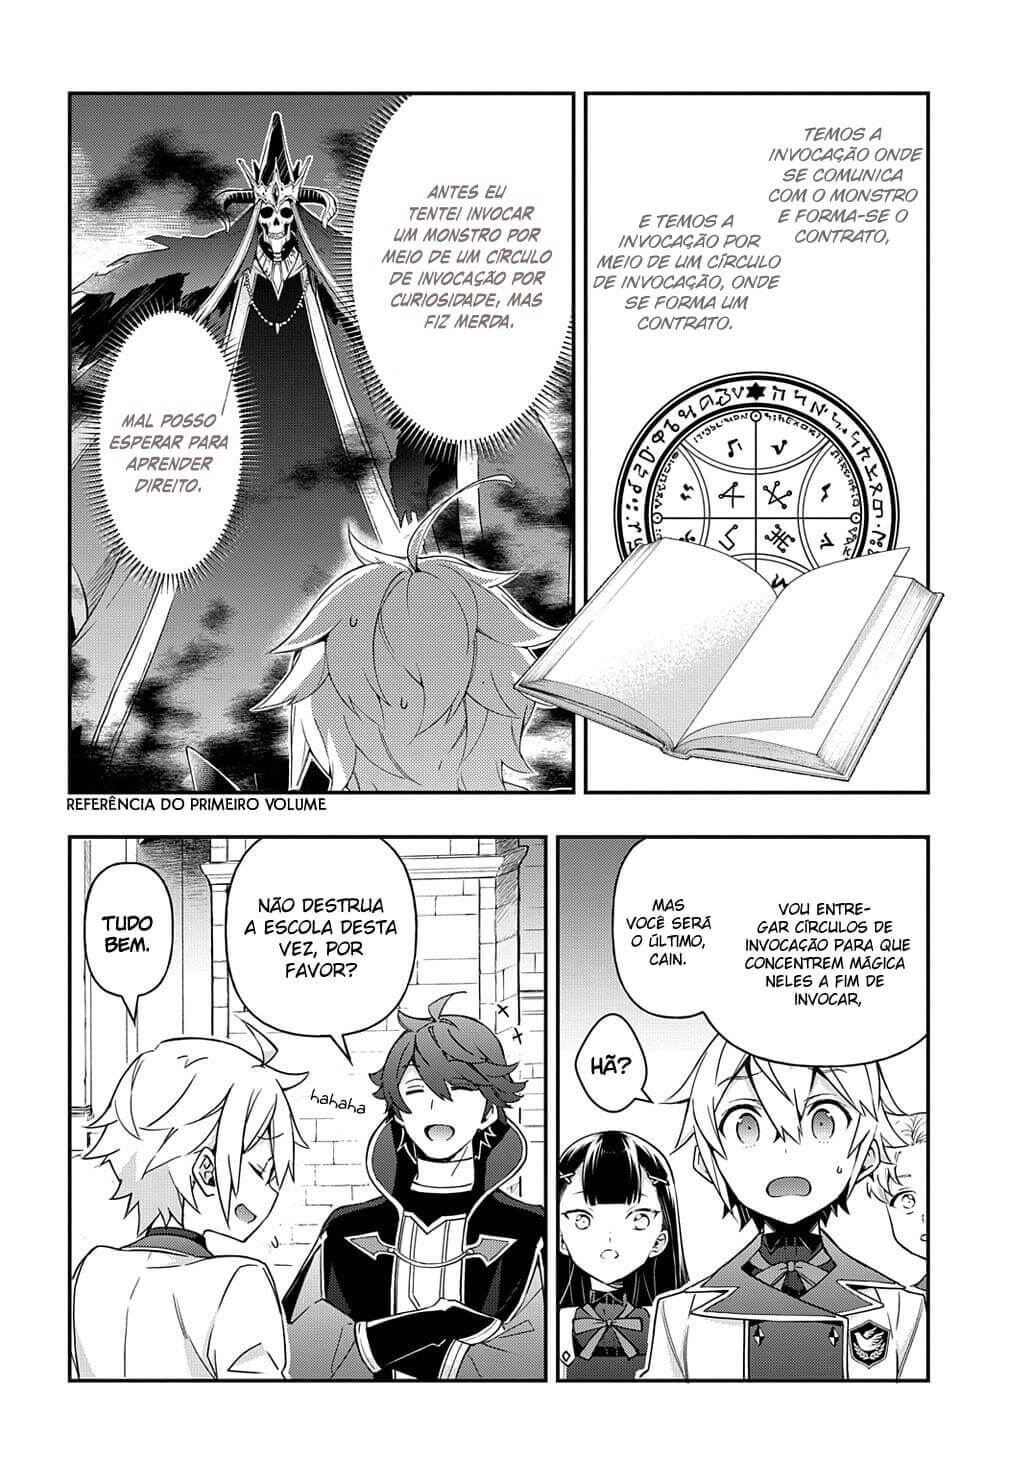 TEMOS A
INVOCAÇÃO ONDE
SE COMUNICA
COM O MONSTRO
E FORMA-SE O
CONTRATO,
E TEMOS A
INVOCAÇÃO POR
MEIO DE UM CÍRCULO
DE INVOCAÇÃO, ONDE
SE FORMA UM
CONTRATO.
ANTES EU
TENTEI INVOCAR
UM MONSTRO POR
MEIO DE UM CÍRCULO
DE INVOCAÇÃO POR
CURIOSIDADE, MAS
FIZ MERDA.
MAL POSSO
ESPERAR PARA
APRENDER
DIREITO.
REFERÊNCIA DO PRIMEIRO VOLUME
VOU ENTRE-
GAR CÍRCULOS DE
INVOCAÇÃO PARA QUE
CONCENTREM MÁGICA
NELES A FIM DE
INVOCAR,
MAS
VOCÊ SERÁ
O ÚLTIMO,
CAIN.
HÃ?
NÃO DESTRUA
A ESCOLA DESTA
VEZ, POR
FAVOR?
hahaha
TUDO
BEM.